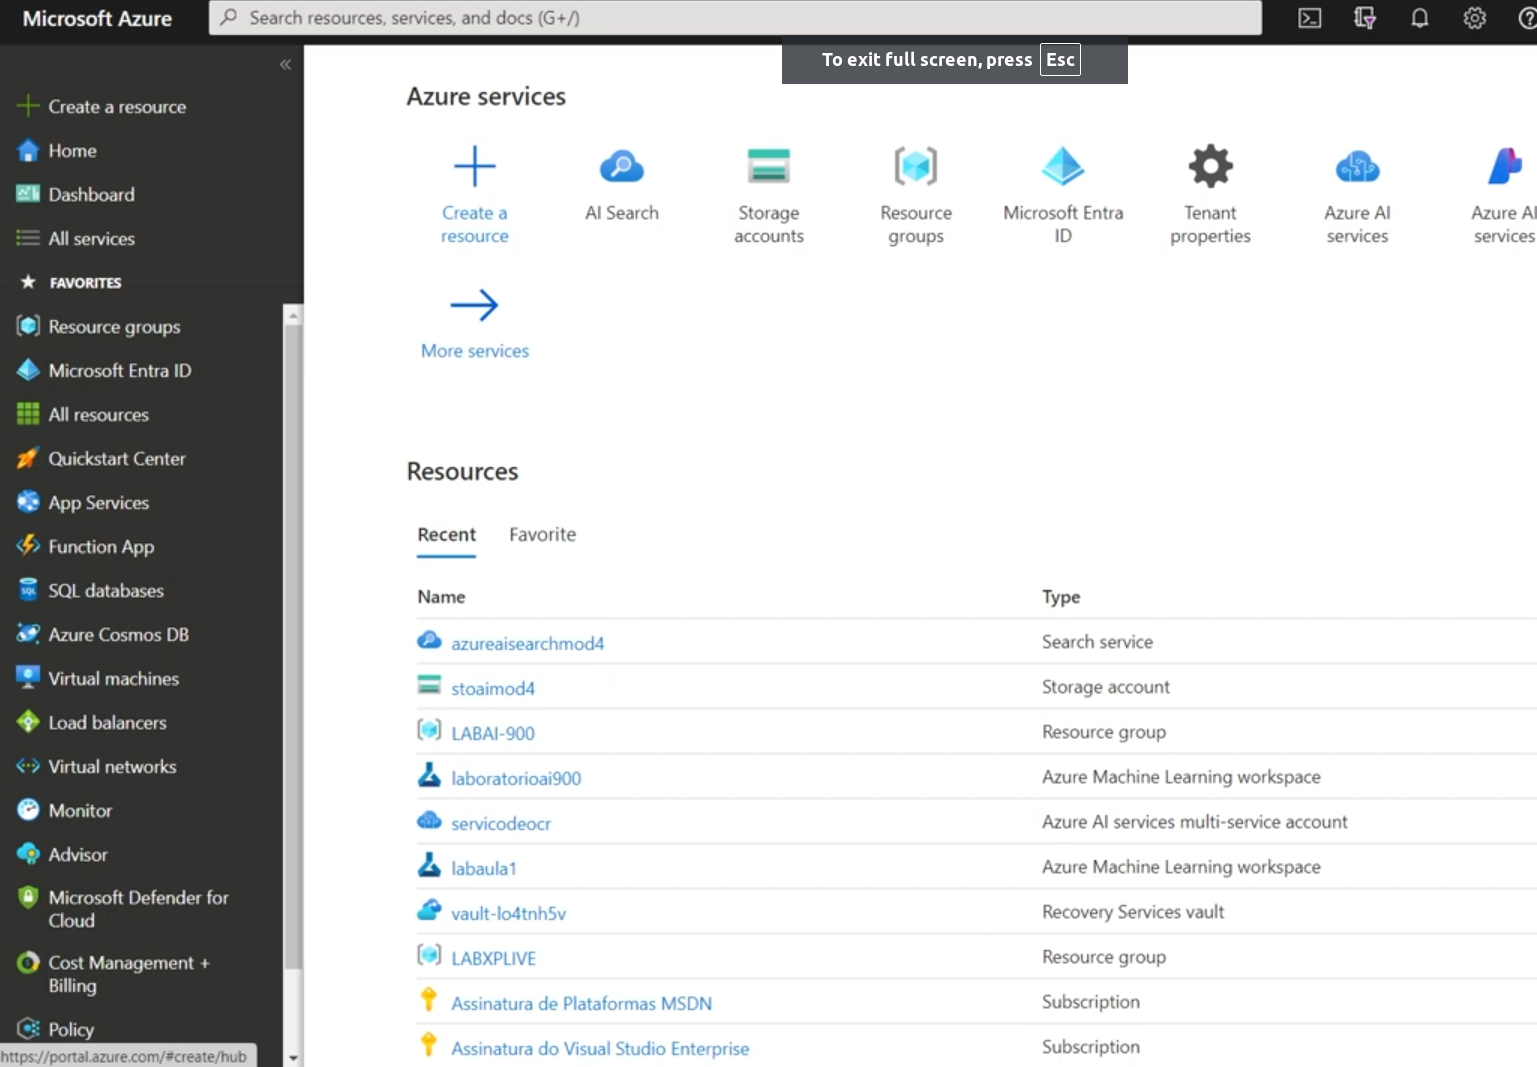 Microsoft Azure
Search resources, services, and docs (G+/)
To exit full screen, press Esc
Create a resource
Home
Dashboard
All services
FAVORITES
Resource groups
Microsoft Entra ID
All resources
Quickstart Center
App Services
Function App
SQL databases
Azure Cosmos DB
Virtual machines
Load balancers
Virtual networks
Monitor
Advisor
Microsoft Defender for
Cloud
Cost Management +
Billing
Policy
https://portal.azure.com/#create/hub
Azure services
Create a
resource
AI Search
Storage
accounts
Resource
groups
Microsoft Entra
ID
Tenant
properties
Azure AI
services
Azure AI
services
More services
Resources
Recent Favorite
Name Type
azureaisearchmod4 Search service
stoaimod4 Storage account
LABAI-900 Resource group
laboratorioai900 Azure Machine Learning workspace
servicodeocr Azure AI services multi-service account
labaula1 Azure Machine Learning workspace
vault-lo4tnh5v Recovery Services vault
LABXPLIVE Resource group
Assinatura de Plataformas MSDN Subscription
Assinatura do Visual Studio Enterprise Subscription